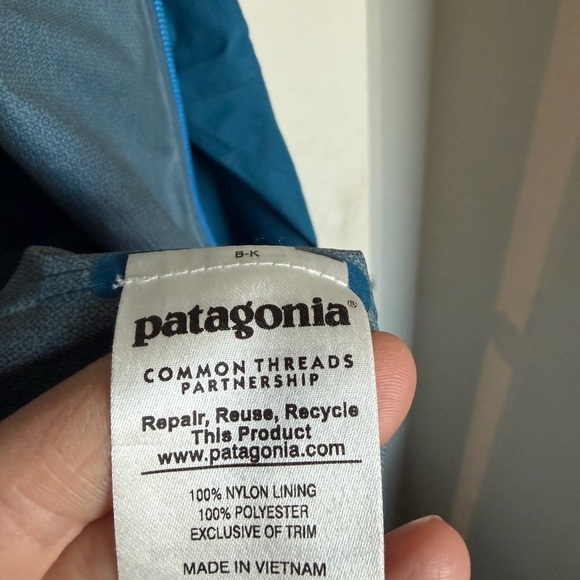 B-K
patagonia®
COMMON THREADS
PARTNERSHIP
Repair, Reuse, Recycle
This Product
www.patagonia.com
100% NYLON LINING
100% POLYESTER
EXCLUSIVE OF TRIM
MADE IN VIETNAM